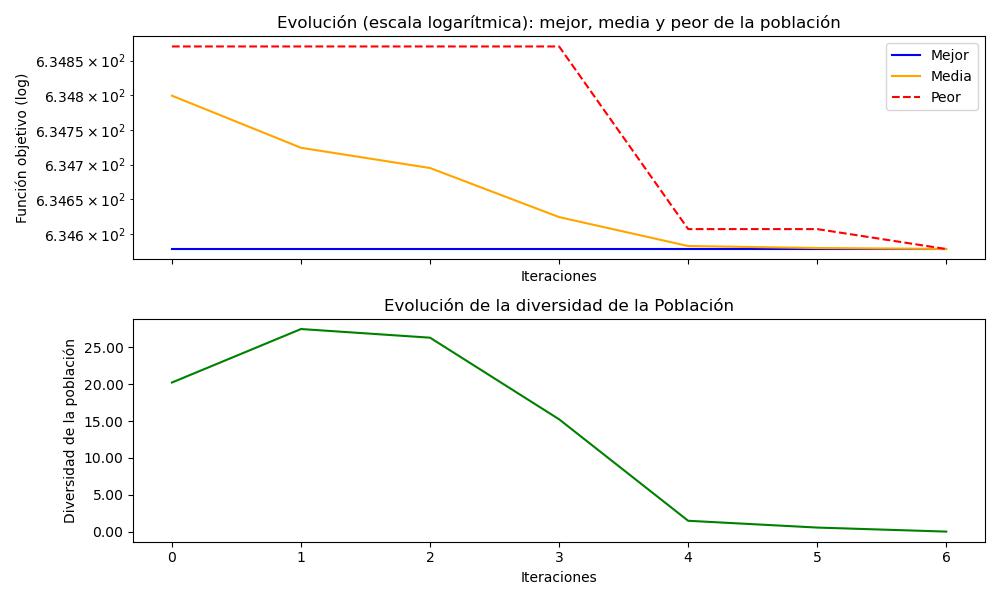 Evolución (escala logarítmica): mejor, media y peor de la población
Función objetivo (log)
6.3485 × 10²
6.348 × 10²
6.3475 × 10²
6.347 × 10²
6.3465 × 10²
6.346 × 10²
Mejor
Media
Peor
Iteraciones
Evolución de la diversidad de la Población
Diversidad de la población
25.00
20.00
15.00
10.00
5.00
0.00
0 1 2 3 4 5 6
Iteraciones